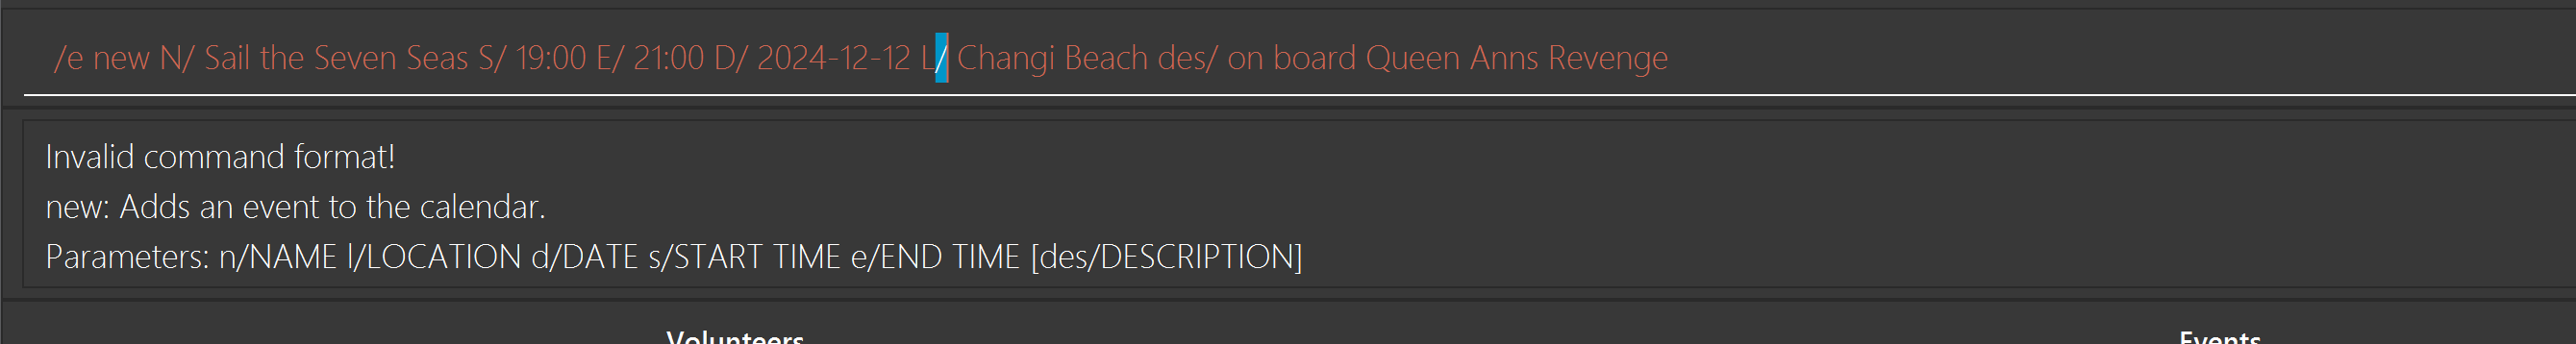 /e new N/ Sail the Seven Seas S/ 19:00 E/ 21:00 D/ 2024-12-12 L/ Changi Beach des/ on board Queen Anns Revenge
Invalid command format!
new: Adds an event to the calendar.
Parameters: n/NAME l/LOCATION d/DATE s/START TIME e/END TIME [des/DESCRIPTION]
Volunteers
Events